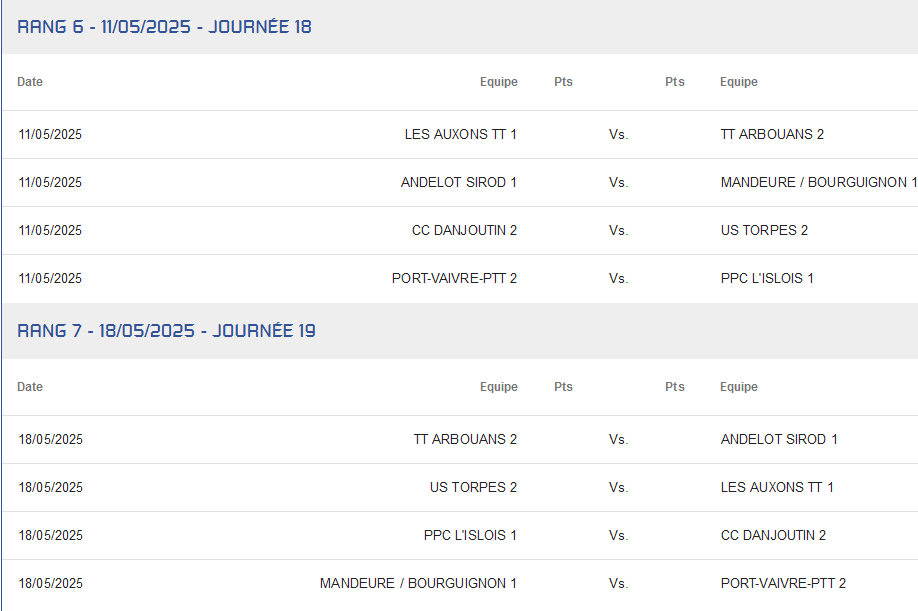 RANG 6 - 11/05/2025 - JOURNÉE 18
Date Equipe Pts Pts Equipe
11/05/2025 LES AUXONS TT 1 Vs. TT ARBOUANS 2
11/05/2025 ANDELOT SIROD 1 Vs. MANDEURE / BOURGUIGNON 1
11/05/2025 CC DANJOUTIN 2 Vs. US TORPES 2
11/05/2025 PORT-VAIVRE-PTT 2 Vs. PPC L'ISLOIS 1
RANG 7 - 18/05/2025 - JOURNÉE 19
Date Equipe Pts Pts Equipe
18/05/2025 TT ARBOUANS 2 Vs. ANDELOT SIROD 1
18/05/2025 US TORPES 2 Vs. LES AUXONS TT 1
18/05/2025 PPC L'ISLOIS 1 Vs. CC DANJOUTIN 2
18/05/2025 MANDEURE / BOURGUIGNON 1 Vs. PORT-VAIVRE-PTT 2